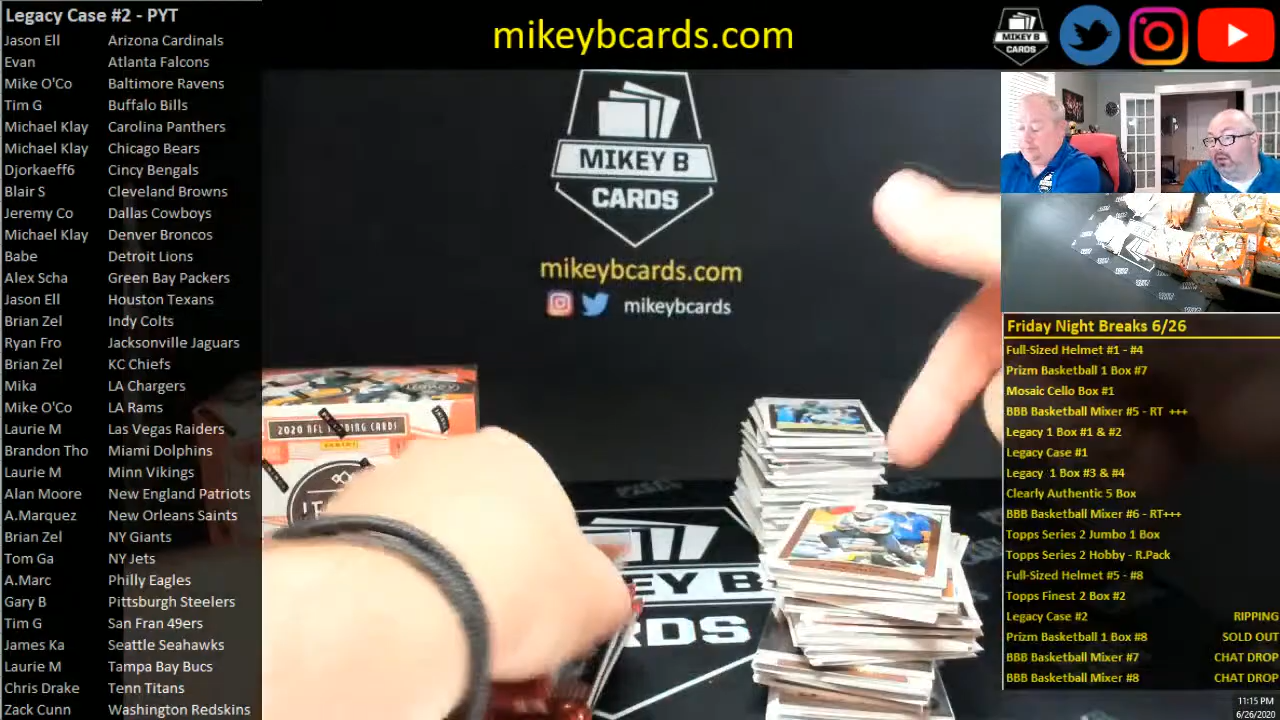 Legacy Case #2 - PYT
Jason Ell Arizona Cardinals
Evan Atlanta Falcons
Mike O'Co Baltimore Ravens
Tim G Buffalo Bills
Michael Klay Carolina Panthers
Michael Klay Chicago Bears
Djorkaeff6 Cincy Bengals
Blair S Cleveland Browns
Jeremy Co Dallas Cowboys
Michael Klay Denver Broncos
Babe Detroit Lions
Alex Scha Green Bay Packers
Jason Ell Houston Texans
Brian Zel Indy Colts
Ryan Fro Jacksonville Jaguars
Brian Zel KC Chiefs
Mika LA Chargers
Mike O'Co LA Rams
Laurie M Las Vegas Raiders
Brandon Tho Miami Dolphins
Laurie M Minn Vikings
Alan Moore New England Patriots
A.Marquez New Orleans Saints
Brian Zel NY Giants
Tom Ga NY Jets
A.Marc Philly Eagles
Gary B Pittsburgh Steelers
Tim G San Fran 49ers
James Ka Seattle Seahawks
Laurie M Tampa Bay Bucs
Chris Drake Tenn Titans
Zack Cunn Washington Redskins
mikeybcards.com
MIKEY B
CARDS
MIKEY B
CARDS
mikeybcards.com
mikeybcards
2020 NFL TRADING CARDS
EY B
RDS
Friday Night Breaks 6/26
Full-Sized Helmet #1 - #4
Prizm Basketball 1 Box #7
Mosaic Cello Box #1
BBB Basketball Mixer #5 - RT +++
Legacy 1 Box #1 & #2
Legacy Case #1
Legacy 1 Box #3 & #4
Clearly Authentic 5 Box
BBB Basketball Mixer #6 - RT+++
Topps Series 2 Jumbo 1 Box
Topps Series 2 Hobby - R.Pack
Full-Sized Helmet #5 - #8
Topps Finest 2 Box #2
Legacy Case #2 RIPPING
Prizm Basketball 1 Box #8 SOLD OUT
BBB Basketball Mixer #7 CHAT DROP
BBB Basketball Mixer #8 CHAT DROP
11:15 PM
6/26/2020